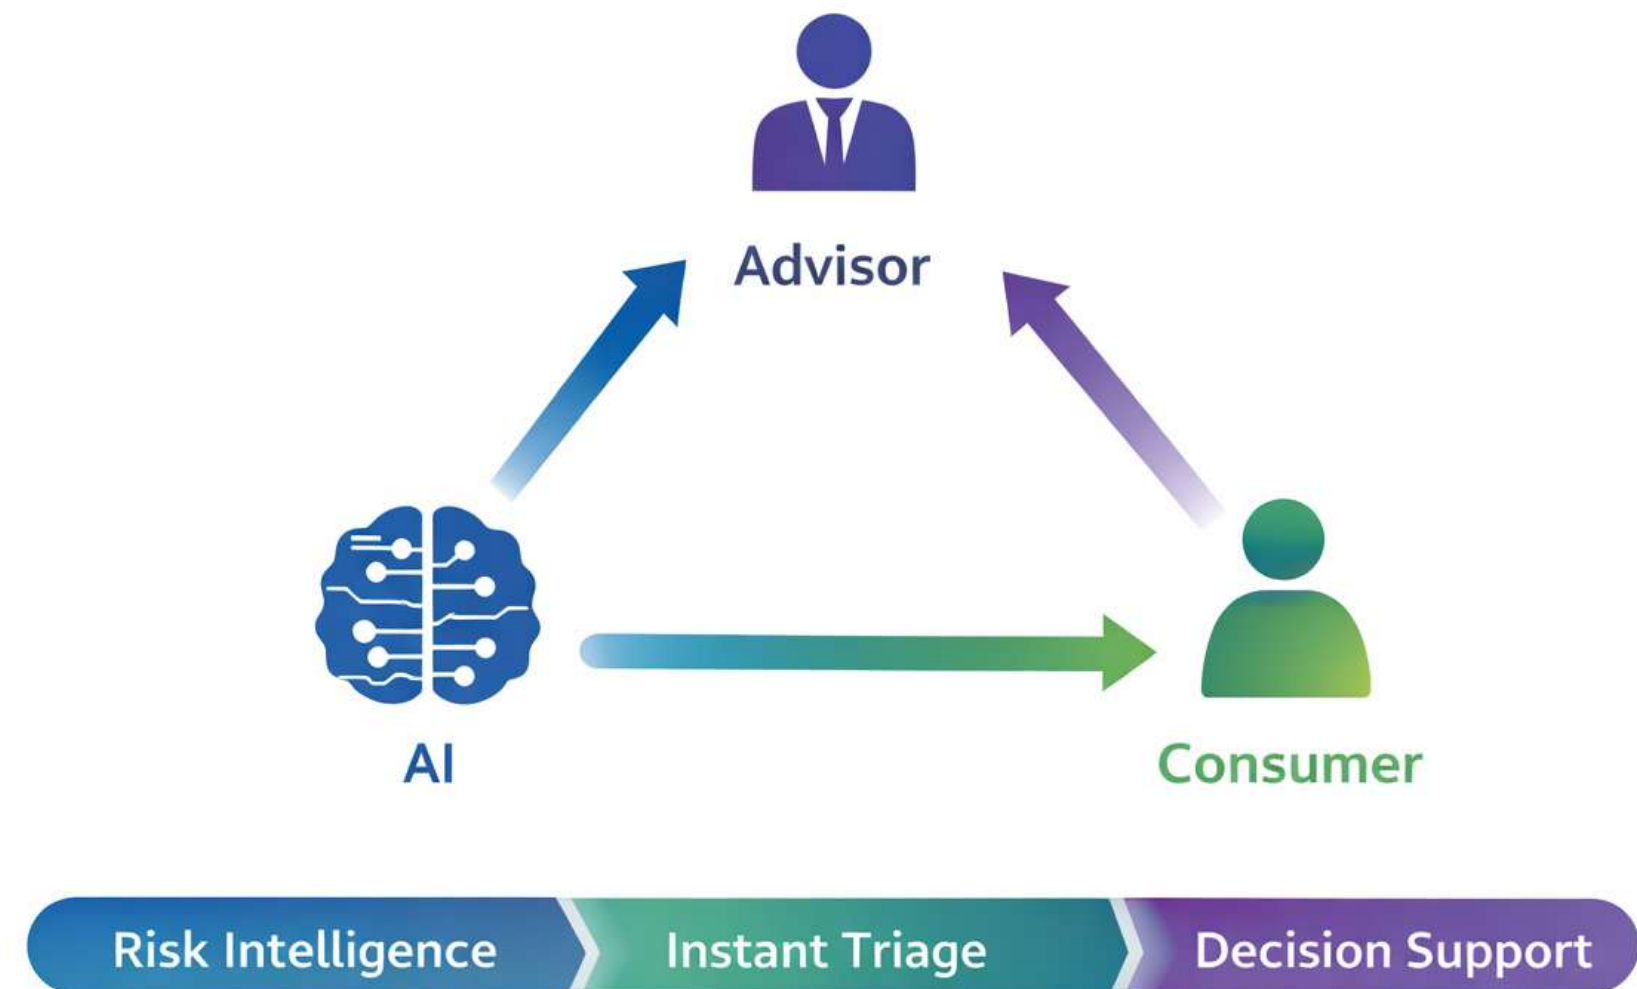 Advisor
AI
Consumer
Risk Intelligence
Instant Triage
Decision Support